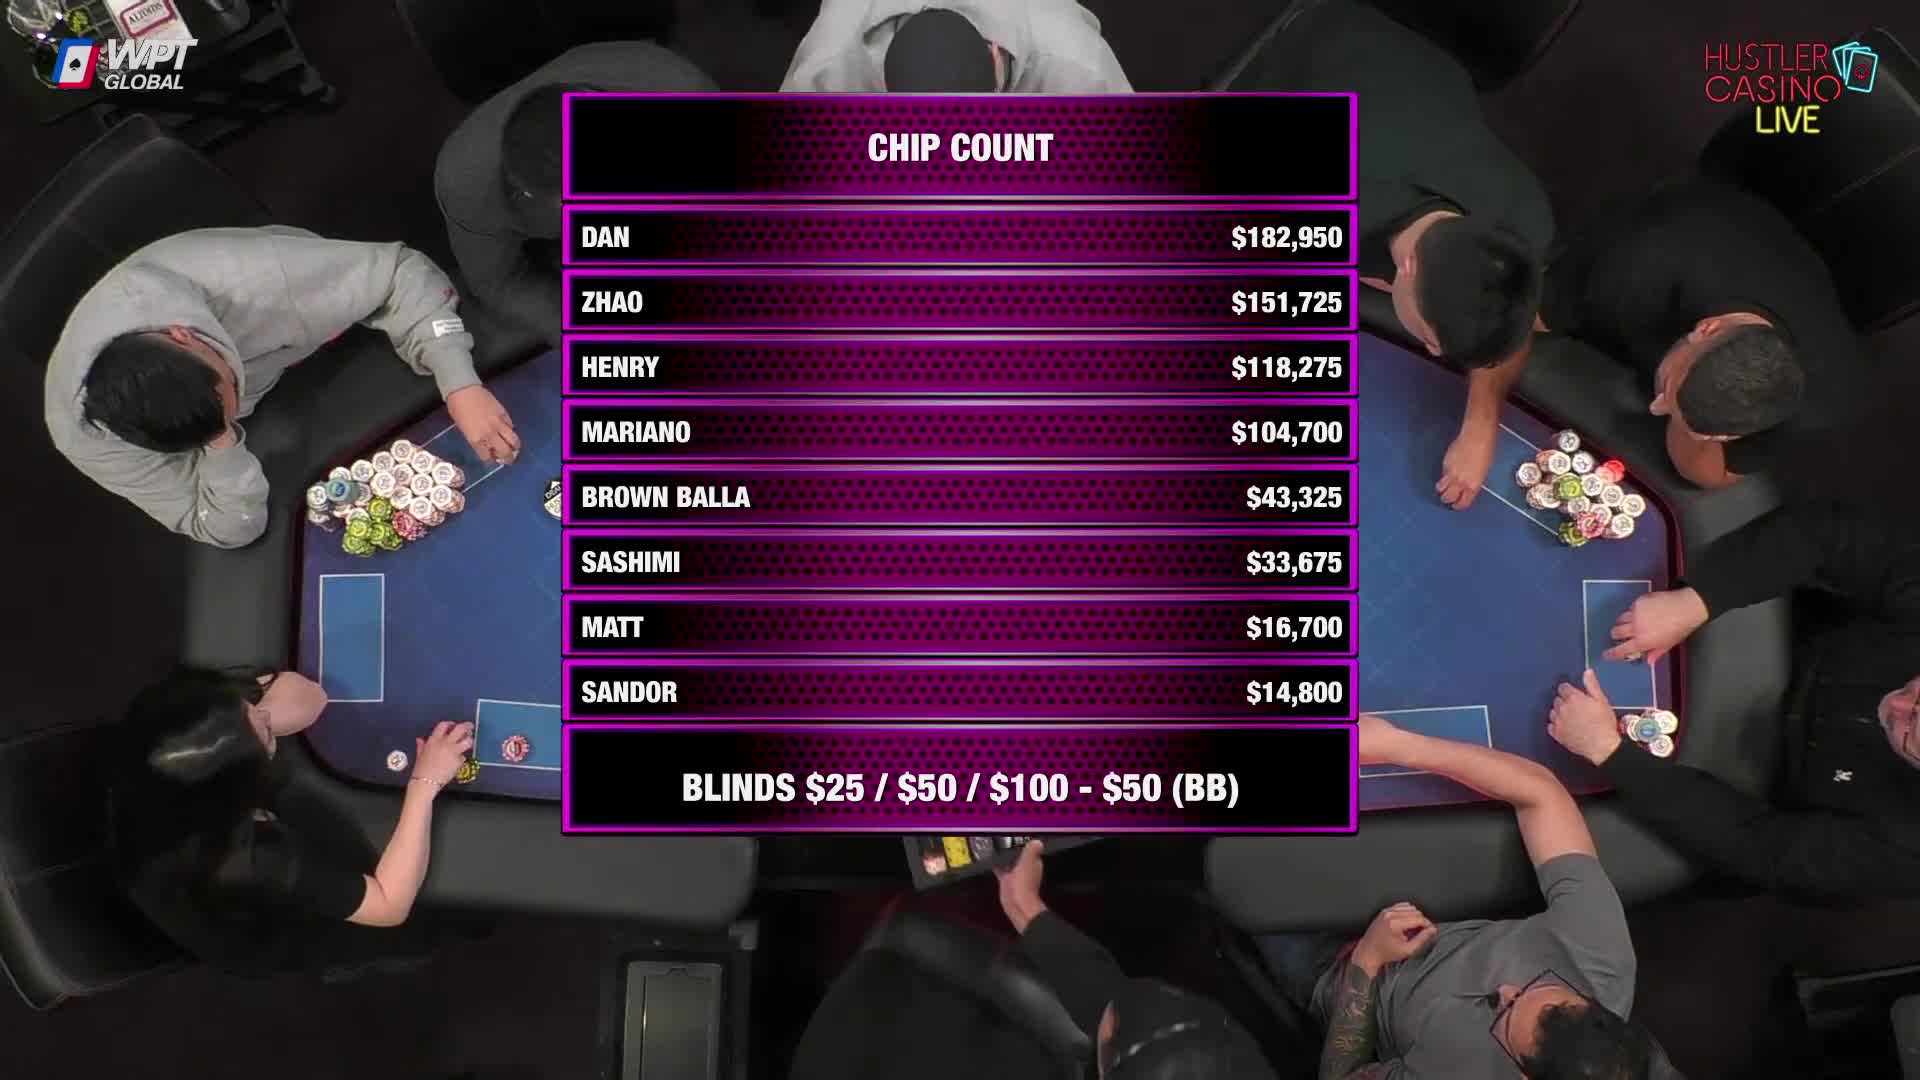 ALTOIDS
WPT
GLOBAL
HUSTLER
CASINO
LIVE
CHIP COUNT
DAN $182,950
ZHAO $151,725
HENRY $118,275
MARIANO $104,700
BROWN BALLA $43,325
SASHIMI $33,675
MATT $16,700
SANDOR $14,800
BLINDS $25 / $50 / $100 - $50 (BB)